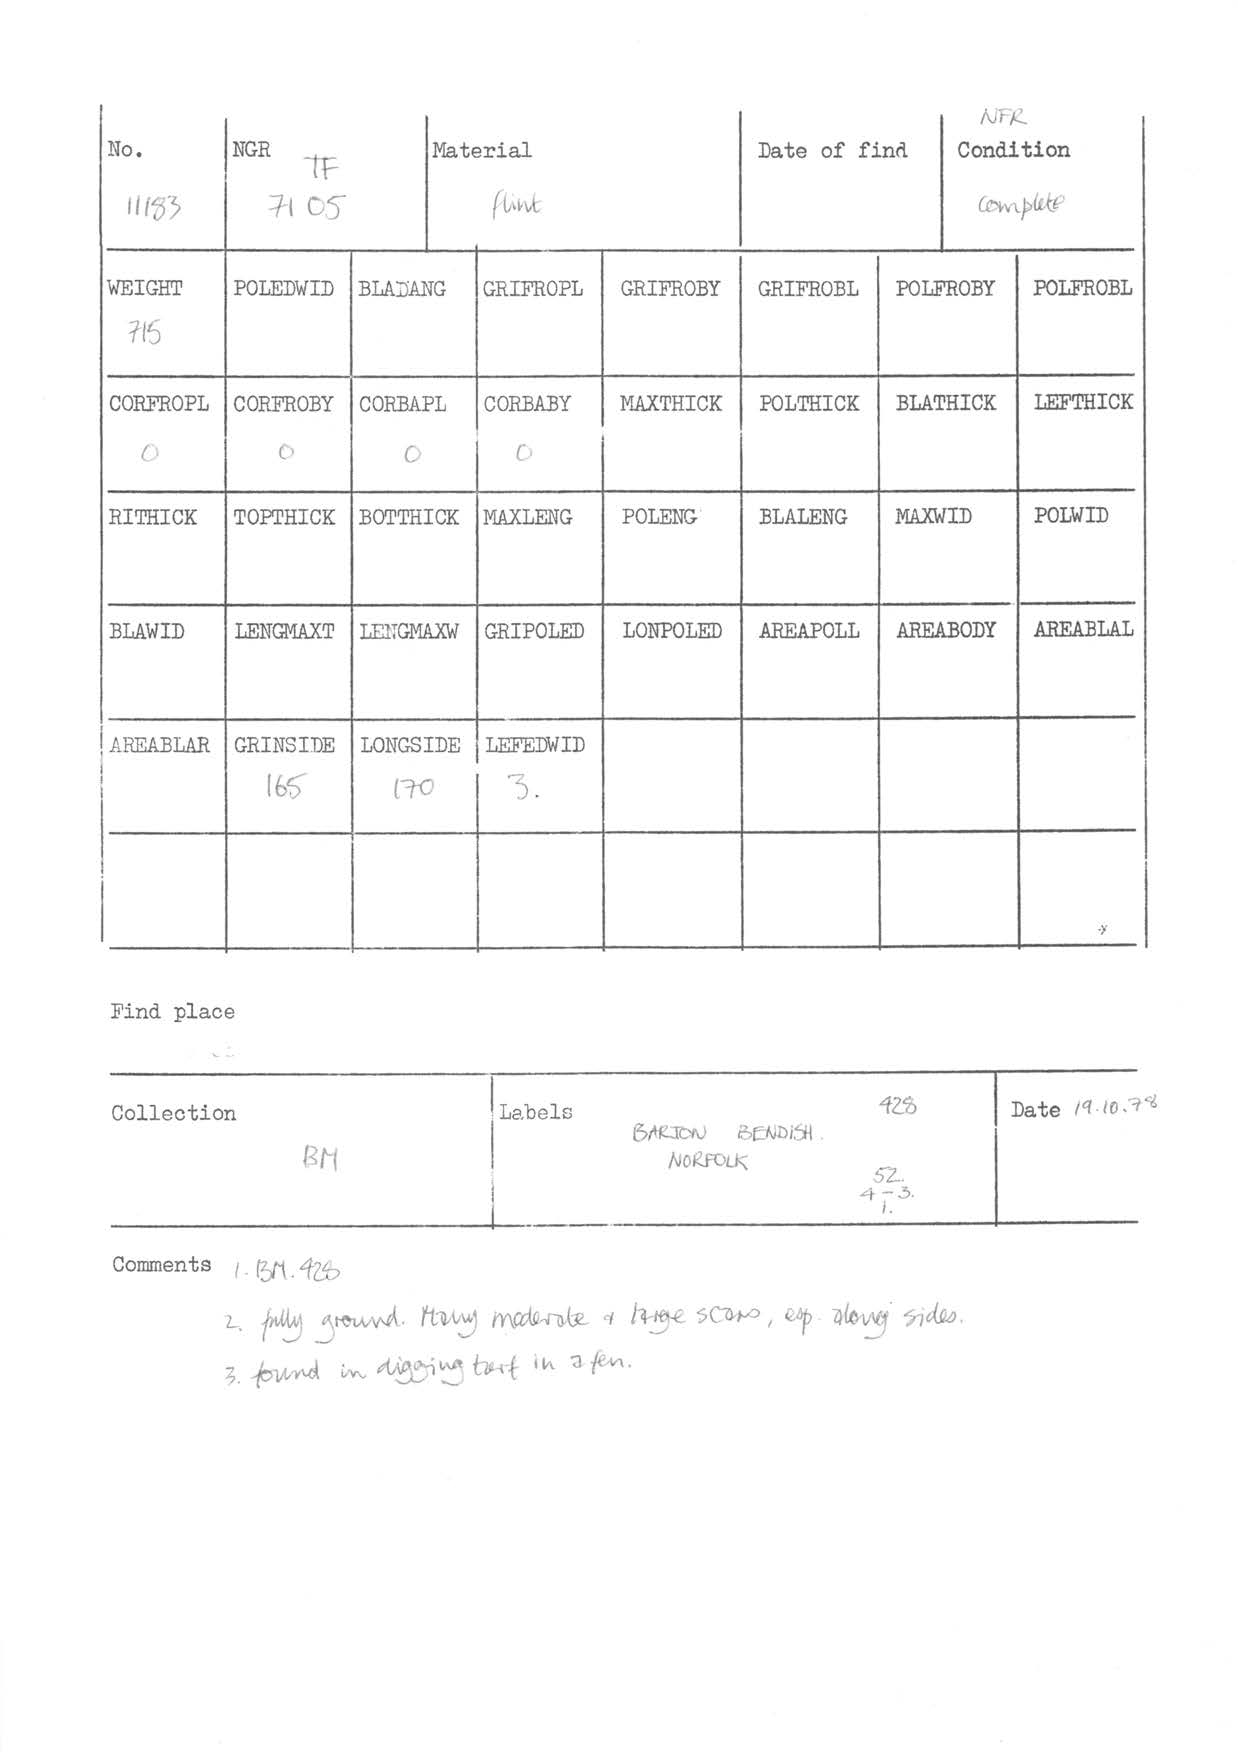 NFR
No. NGR Material Date of find Condition
TF
11183 71 05 flint complete
WEIGHT POLEDWID BLADANG GRIFROPL GRIFROBY GRIFROBL POLFROBY POLFROBL
715
CORFROPL CORFROBY CORBAPL CORBABY MAXTHICK POLTHICK BLATHICK LEFTHICK
0 0 0 0
RITHICK TOPTHICK BOTTHICK MAXLENG POLENG BLALENG MAXWID POLWID
BLAWID LENGMAXT LENGMAXW GRIPOLED LONPOLED AREAPOLL AREABODY AREABLAL
AREABLAR GRINSIDE LONGSIDE LEFEDWID
165 170 3.
Find place
Collection Labels 428 Date 19.10.78
BARTON BENDISH.
BM NORFOLK
52.
4-3.
1.
Comments 1. BM. 428
2. fully ground. Many moderate & large scars, esp. along sides.
3. found in digging turf in a fen.